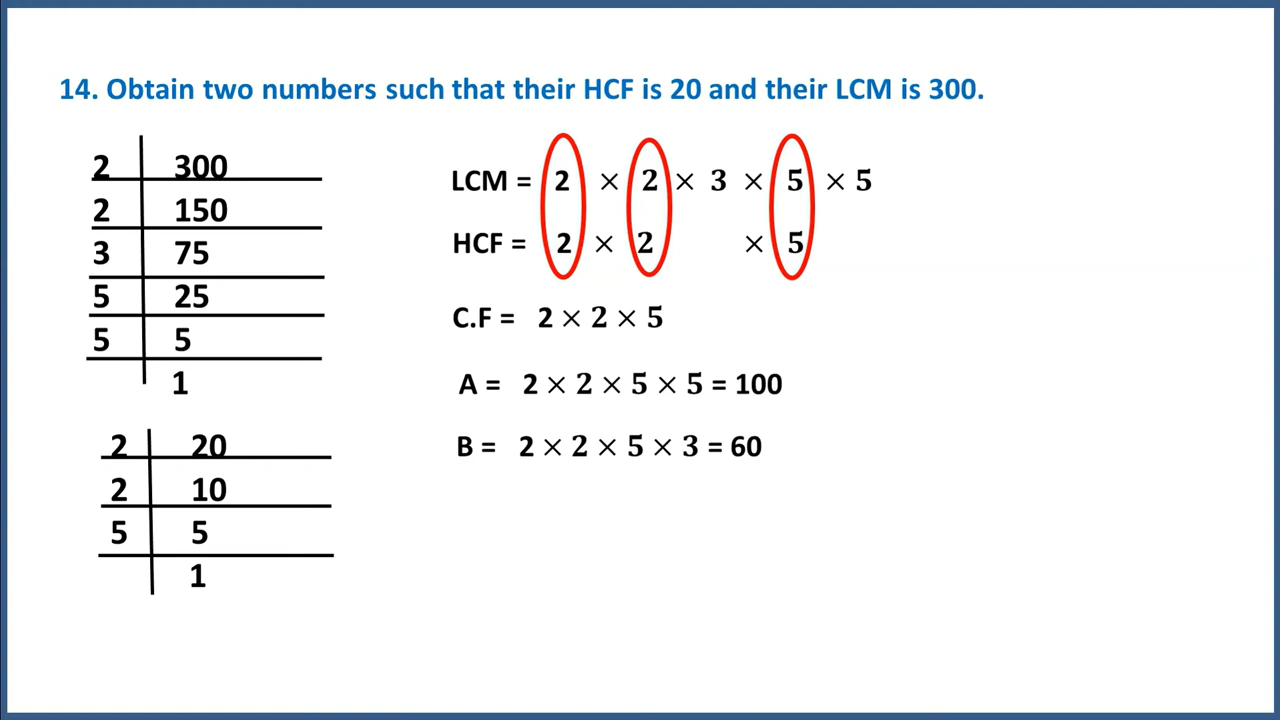 14. Obtain two numbers such that their HCF is 20 and their LCM is 300.
2 300
2 150
3 75
5 25
5 5
1
2 20
2 10
5 5
1
LCM = 2 × 2 × 3 × 5 × 5
HCF = 2 × 2 × 5
C.F = 2 × 2 × 5
A = 2 × 2 × 5 × 5 = 100
B = 2 × 2 × 5 × 3 = 60